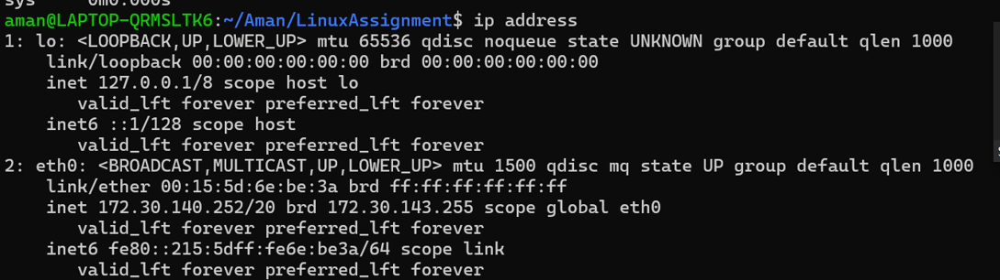 sys     0m0.000s
aman@LAPTOP-QRMSLTK6:~/Aman/LinuxAssignment$ ip address
1: lo: <LOOPBACK,UP,LOWER_UP> mtu 65536 qdisc noqueue state UNKNOWN group default qlen 1000
    link/loopback 00:00:00:00:00:00 brd 00:00:00:00:00:00
    inet 127.0.0.1/8 scope host lo
       valid_lft forever preferred_lft forever
    inet6 ::1/128 scope host
       valid_lft forever preferred_lft forever
2: eth0: <BROADCAST,MULTICAST,UP,LOWER_UP> mtu 1500 qdisc mq state UP group default qlen 1000
    link/ether 00:15:5d:6e:be:3a brd ff:ff:ff:ff:ff:ff
    inet 172.30.140.252/20 brd 172.30.143.255 scope global eth0
       valid_lft forever preferred_lft forever
    inet6 fe80::215:5dff:fe6e:be3a/64 scope link
       valid_lft forever preferred_lft forever